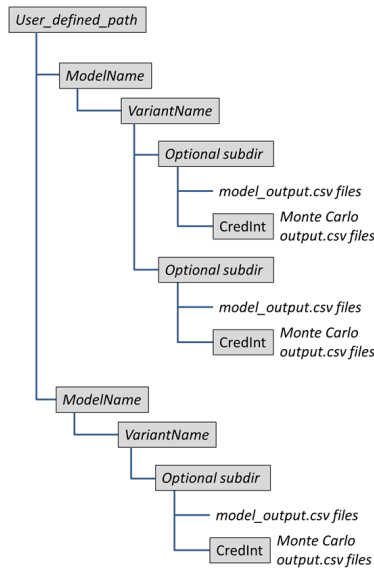 User_defined_path
ModelName
VariantName
Optional subdir
model_output.csv files
CredInt
Monte Carlo
output.csv files
Optional subdir
model_output.csv files
CredInt
Monte Carlo
output.csv files
ModelName
VariantName
Optional subdir
model_output.csv files
CredInt
Monte Carlo
output.csv files